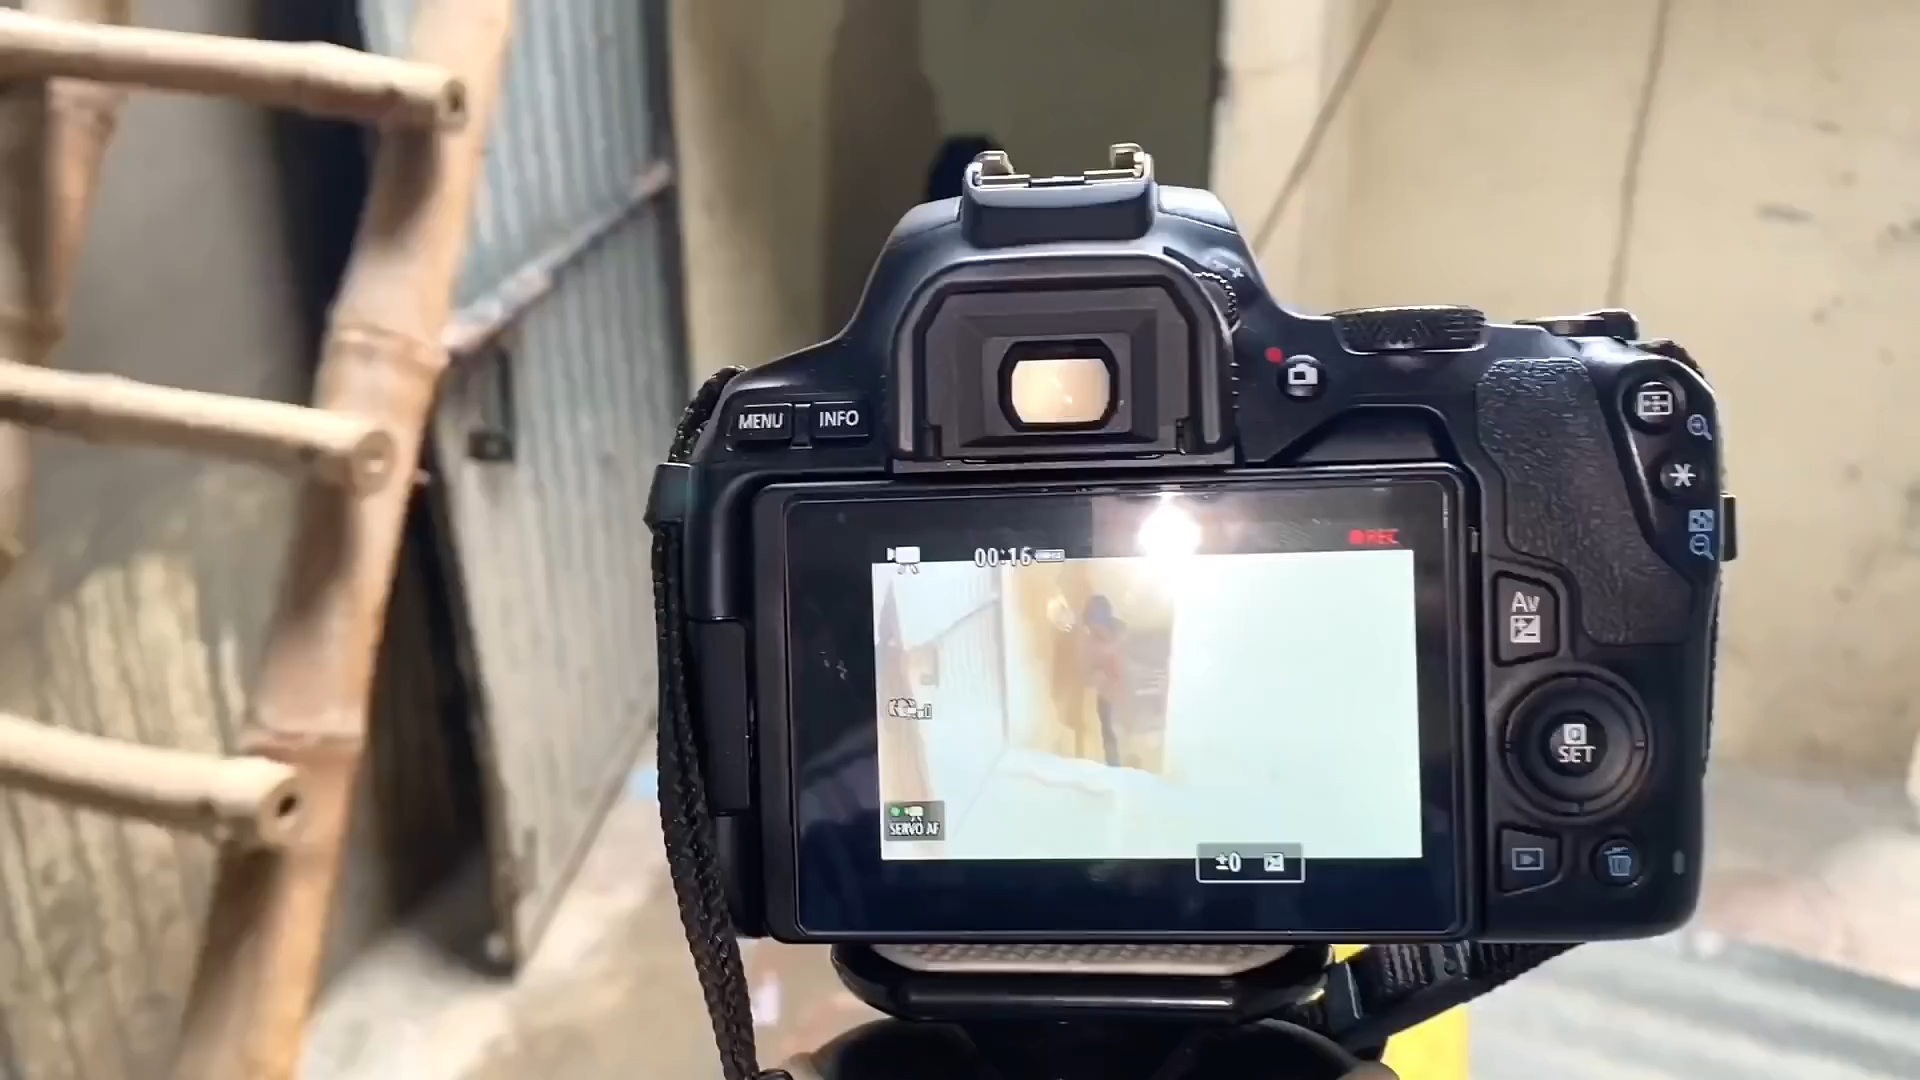 MENU
INFO
00:16
REC
Av
SET
SERVO AF
±0